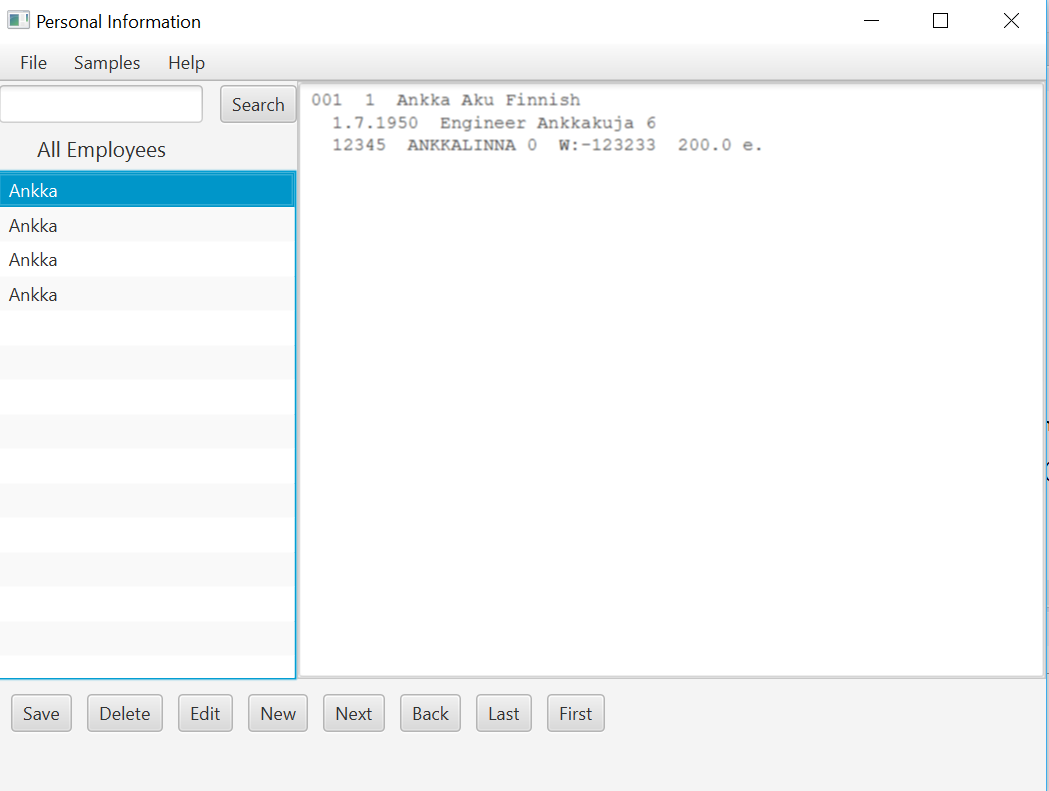 Personal Information
File Samples Help
Search
All Employees
Ankka
Ankka
Ankka
Ankka
001 1 Ankka Aku Finnish
1.7.1950 Engineer Ankkakuja 6
12345 ANKKALINNA 0 W:-123233 200.0 e.
Save Delete Edit New Next Back Last First